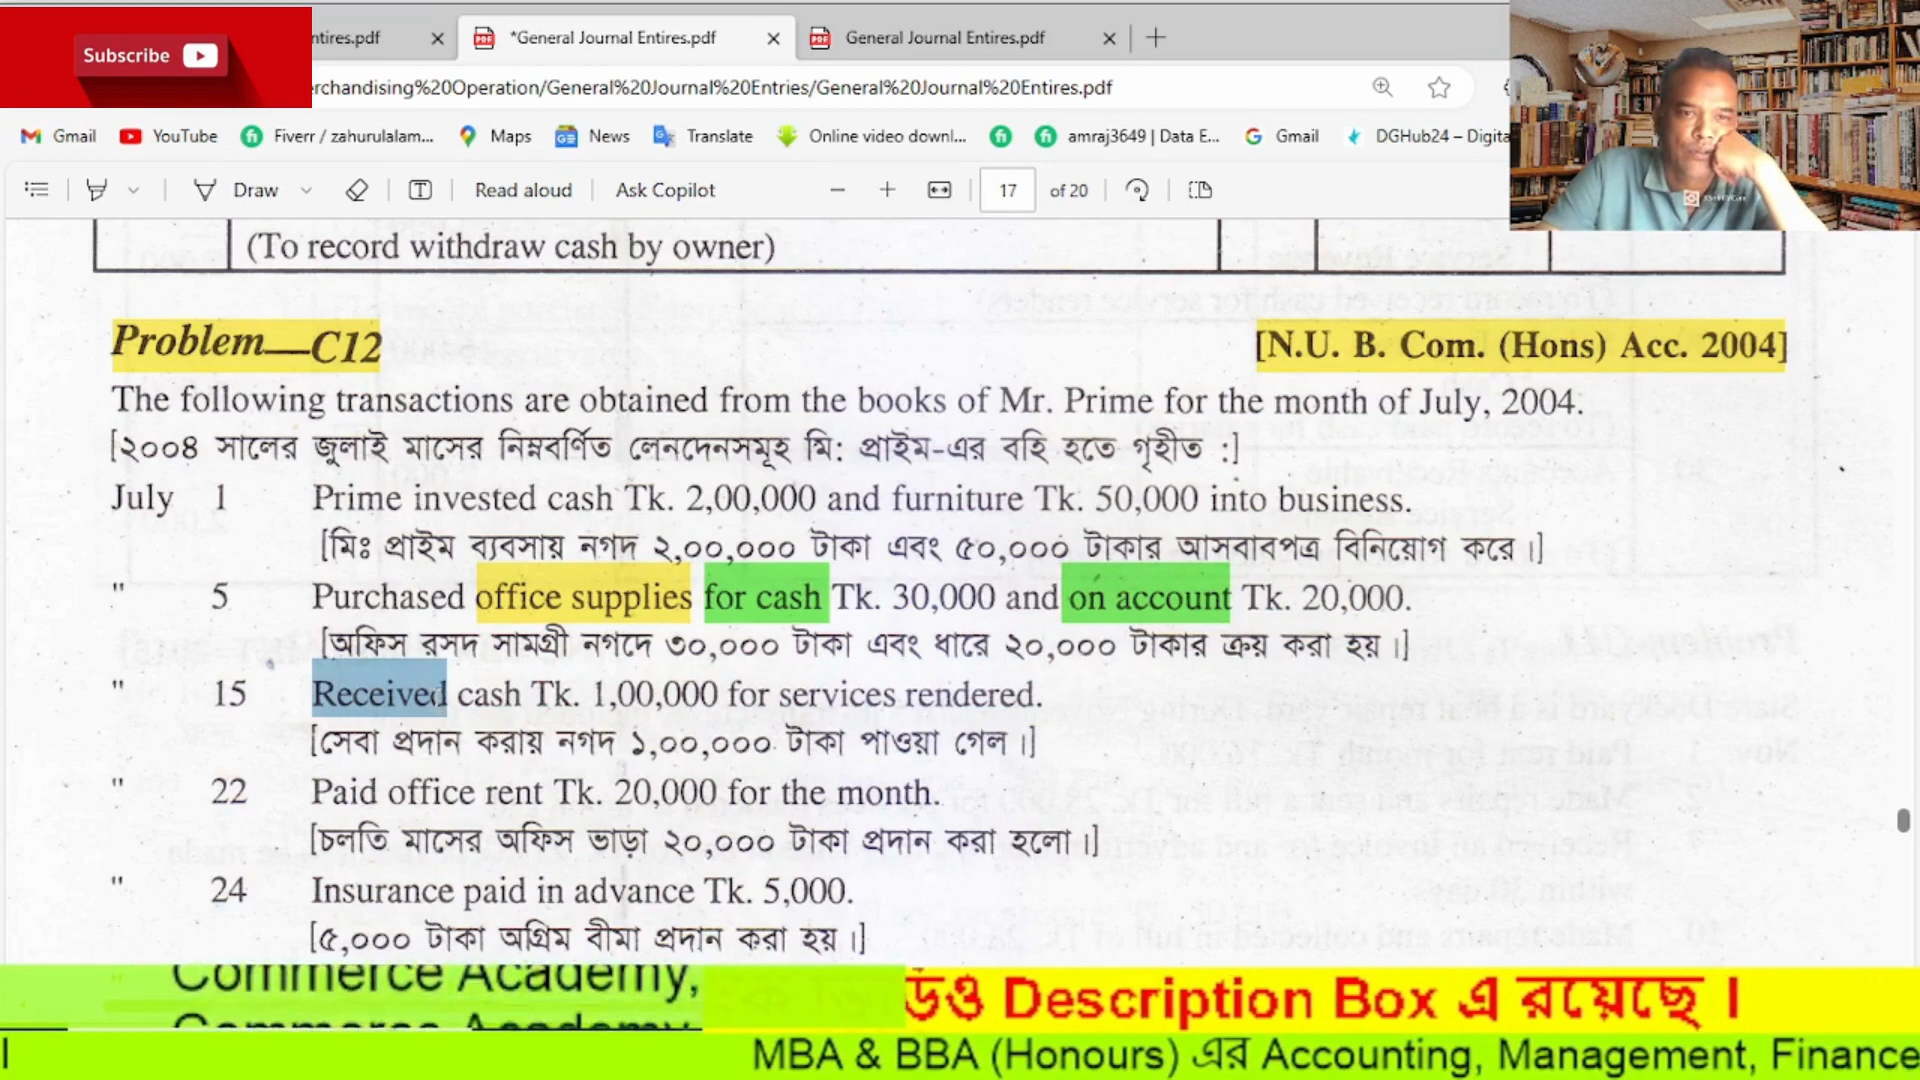 Subscribe
ntires.pdf
*General Journal Entires.pdf
General Journal Entires.pdf
erchandising%20Operation/General%20Journal%20Entries/General%20Journal%20Entires.pdf
Gmail
YouTube
Fiverr / zahurulalam...
Maps
News
Translate
Online video downl...
amraj3649 | Data E...
Gmail
DGHub24 – Digita
Draw
Read aloud
Ask Copilot
17 of 20
(To record withdraw cash by owner)
Problem—C12 [N.U. B. Com. (Hons) Acc. 2004]
The following transactions are obtained from the books of Mr. Prime for the month of July, 2004.
[২০০৪ সালের জুলাই মাসের নিম্নবর্ণিত লেনদেনসমূহ মি: প্রাইম-এর বহি হতে গৃহীত :]
July 1 Prime invested cash Tk. 2,00,000 and furniture Tk. 50,000 into business.
[মিঃ প্রাইম ব্যবসায় নগদ ২,০০,০০০ টাকা এবং ৫০,০০০ টাকার আসবাবপত্র বিনিয়োগ করে।]
" 5 Purchased office supplies for cash Tk. 30,000 and on account Tk. 20,000.
[অফিস রসদ সামগ্রী নগদে ৩০,০০০ টাকা এবং ধারে ২০,০০০ টাকার ক্রয় করা হয়।]
" 15 Received cash Tk. 1,00,000 for services rendered.
[সেবা প্রদান করায় নগদ ১,০০,০০০ টাকা পাওয়া গেল।]
" 22 Paid office rent Tk. 20,000 for the month.
[চলতি মাসের অফিস ভাড়া ২০,০০০ টাকা প্রদান করা হলো।]
" 24 Insurance paid in advance Tk. 5,000.
[৫,০০০ টাকা অগ্রিম বীমা প্রদান করা হয়।]
Commerce Academy,
Description Box এ রয়েছে।
MBA & BBA (Honours) এর Accounting, Management, Finance